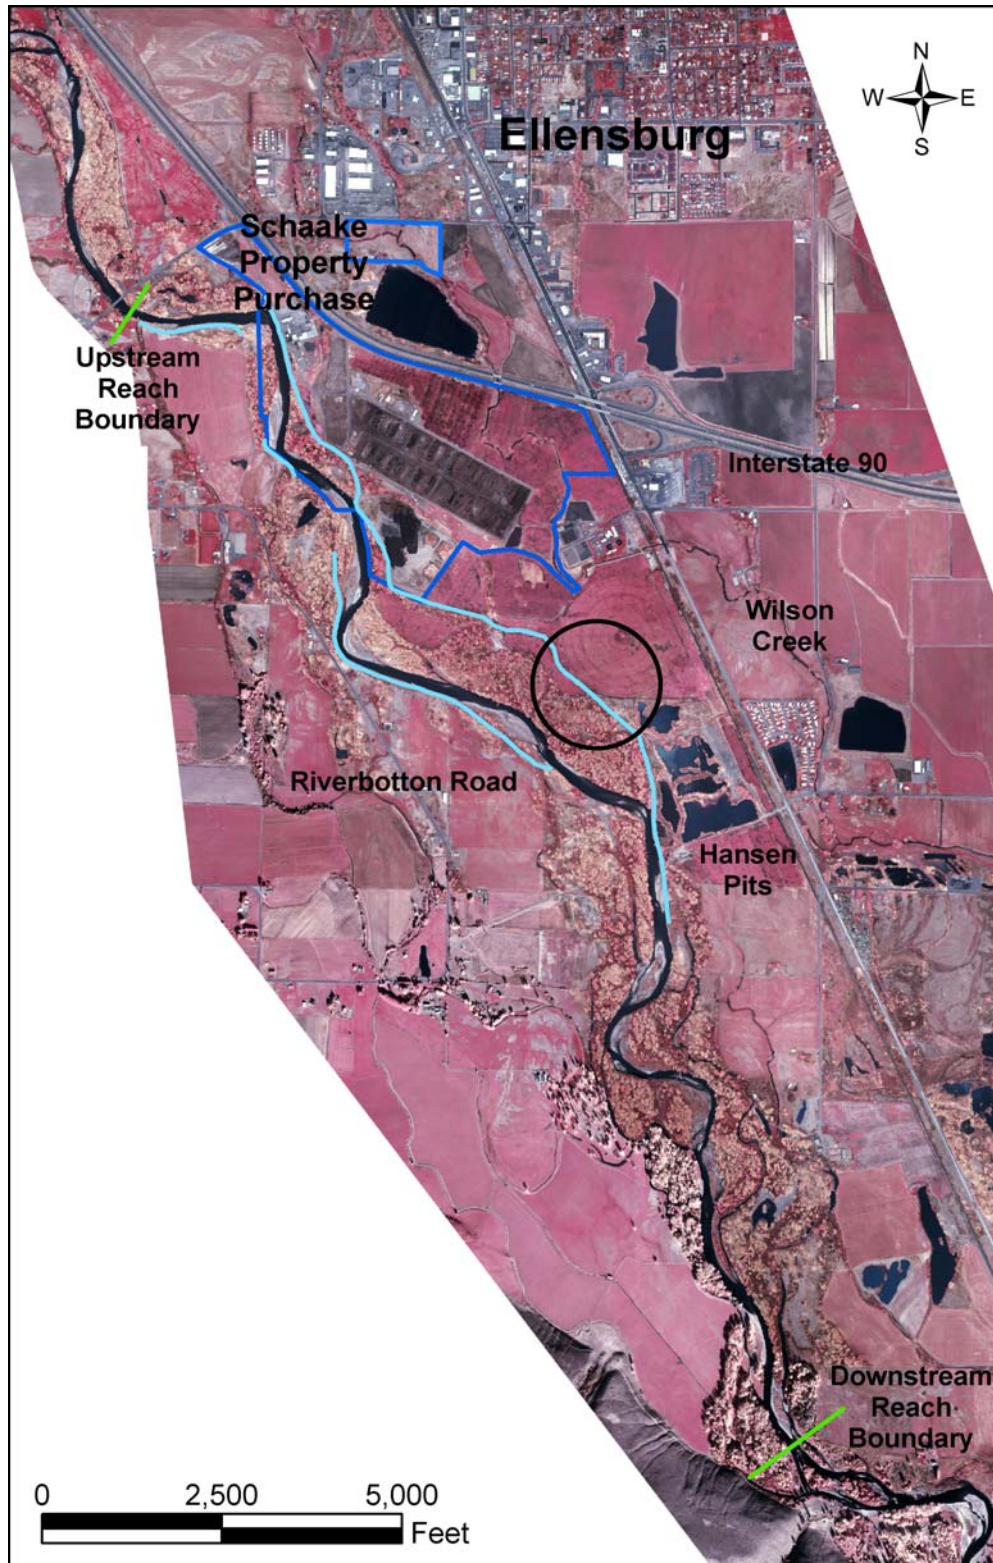 N
W E
S
Ellensburg
Schaake
Property
Purchase
Upstream
Reach
Boundary
Interstate 90
Wilson
Creek
Riverbotton Road
Hansen
Pits
Downstream
Reach
Boundary
0 2,500 5,000
Feet